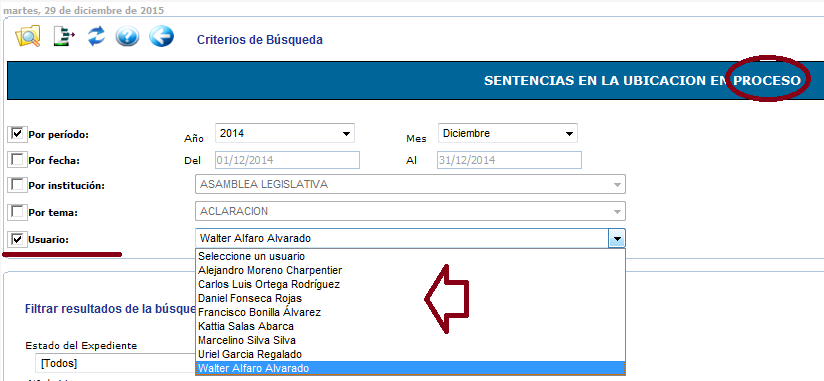 martes, 29 de diciembre de 2015
Criterios de Búsqueda
SENTENCIAS EN LA UBICACION EN PROCESO
Por período: Año 2014 Mes Diciembre
Por fecha: Del 01/12/2014 Al 31/12/2014
Por institución: ASAMBLEA LEGISLATIVA
Por tema: ACLARACION
Usuario: Walter Alfaro Alvarado
Seleccione un usuario
Alejandro Moreno Charpentier
Carlos Luis Ortega Rodríguez
Daniel Fonseca Rojas
Francisco Bonilla Álvarez
Kattia Salas Abarca
Marcelino Silva Silva
Uriel Garcia Regalado
Walter Alfaro Alvarado
Filtrar resultados de la búsque
Estado del Expediente
[Todos]